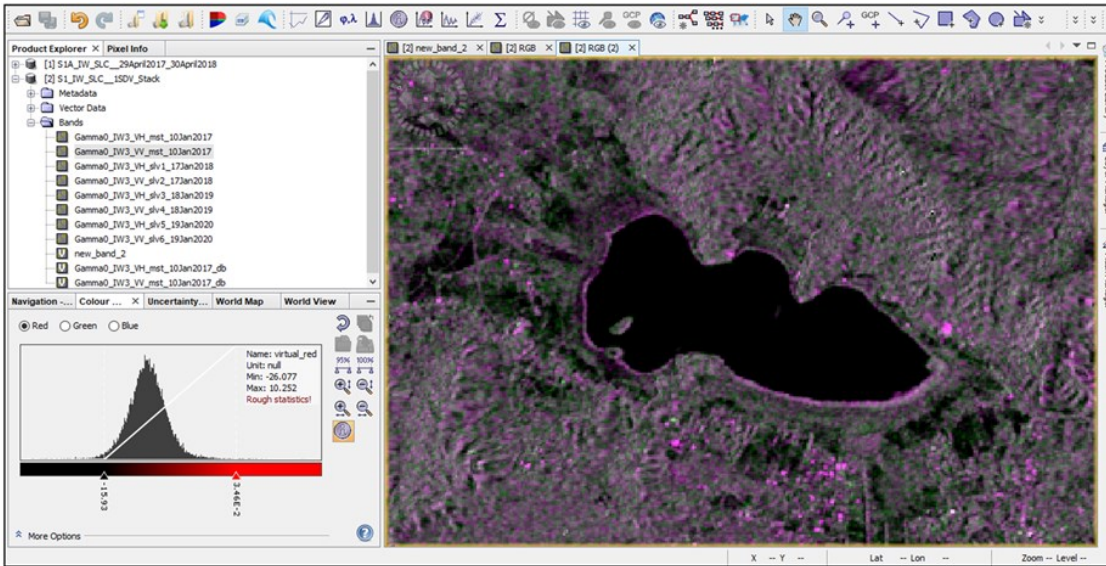 φ,λ
Σ
GCP
GCP
Product Explorer
Pixel Info
[2] new_band_2
[2] RGB
[2] RGB (2)
[1] S1A_IW_SLC__29April2017_30April2018
[2] S1_IW_SLC__1SDV_Stack
Metadata
Vector Data
Bands
Gamma0_IW3_VH_mst_10Jan2017
Gamma0_IW3_VV_mst_10Jan2017
Gamma0_IW3_VH_slv1_17Jan2018
Gamma0_IW3_VV_slv2_17Jan2018
Gamma0_IW3_VH_slv3_18Jan2019
Gamma0_IW3_VV_slv4_18Jan2019
Gamma0_IW3_VH_slv5_19Jan2020
Gamma0_IW3_VV_slv6_19Jan2020
new_band_2
Gamma0_IW3_VH_mst_10Jan2017_db
Gamma0_IW3_VV_mst_10Jan2017_db
Navigation -...
Colour ...
Uncertainty...
World Map
World View
Red
Green
Blue
Name: virtual_red
Unit: null
Min: -26.077
Max: 10.252
Rough statistics!
95%
100%
-15.93
3.46E-2
More Options
X -- Y --
Lat -- Lon --
Zoom -- Level --